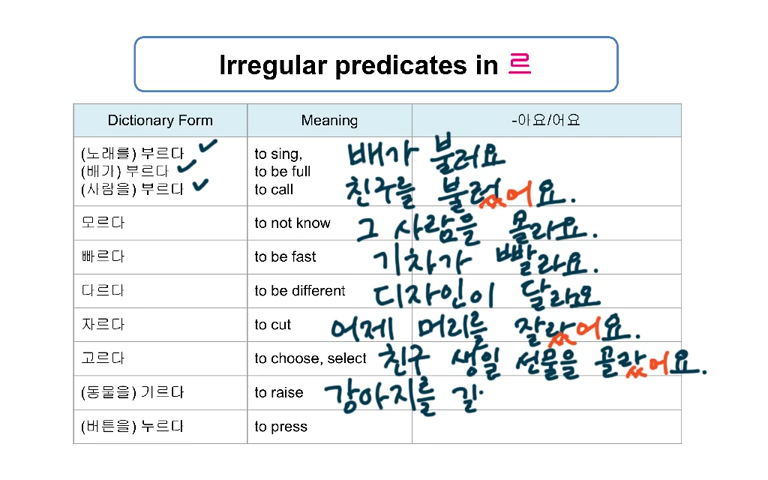 Irregular predicates in 르
Dictionary Form Meaning -아요/어요
(노래를) 부르다 to sing, 배가 불러요
(배가) 부르다 to be full
(사람을) 부르다 to call 친구를 불렀어요.
모르다 to not know 그 사람을 몰라요.
빠르다 to be fast 기차가 빨라요.
다르다 to be different 디자인이 달라요
자르다 to cut 어제 머리를 잘랐어요.
고르다 to choose, select 친구 생일 선물을 골랐어요.
(동물을) 기르다 to raise 강아지를 길
(버튼을) 누르다 to press